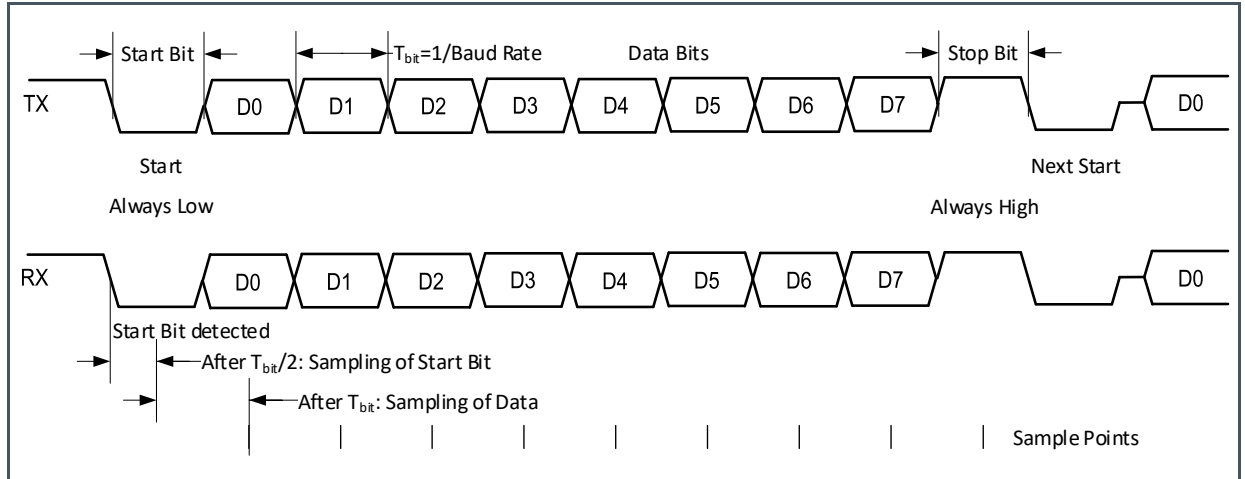 Start Bit T_bit=1/Baud Rate Data Bits Stop Bit
TX D0 D1 D2 D3 D4 D5 D6 D7 D0
Start Next Start
Always Low Always High
RX D0 D1 D2 D3 D4 D5 D6 D7 D0
Start Bit detected
After T_bit/2: Sampling of Start Bit
After T_bit: Sampling of Data
Sample Points